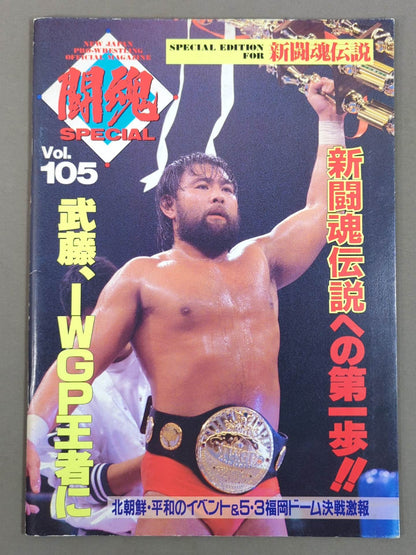 NEW JAPAN
PRO-WRESTLING
OFFICIAL MAGAZINE
闘魂
SPECIAL
Vol.
105
SPECIAL EDITION
FOR 新闘魂伝説
新闘魂伝説への第一歩!!
武藤、IWGP王者に
北朝鮮・平和のイベント&5・3福岡ドーム決戦激報